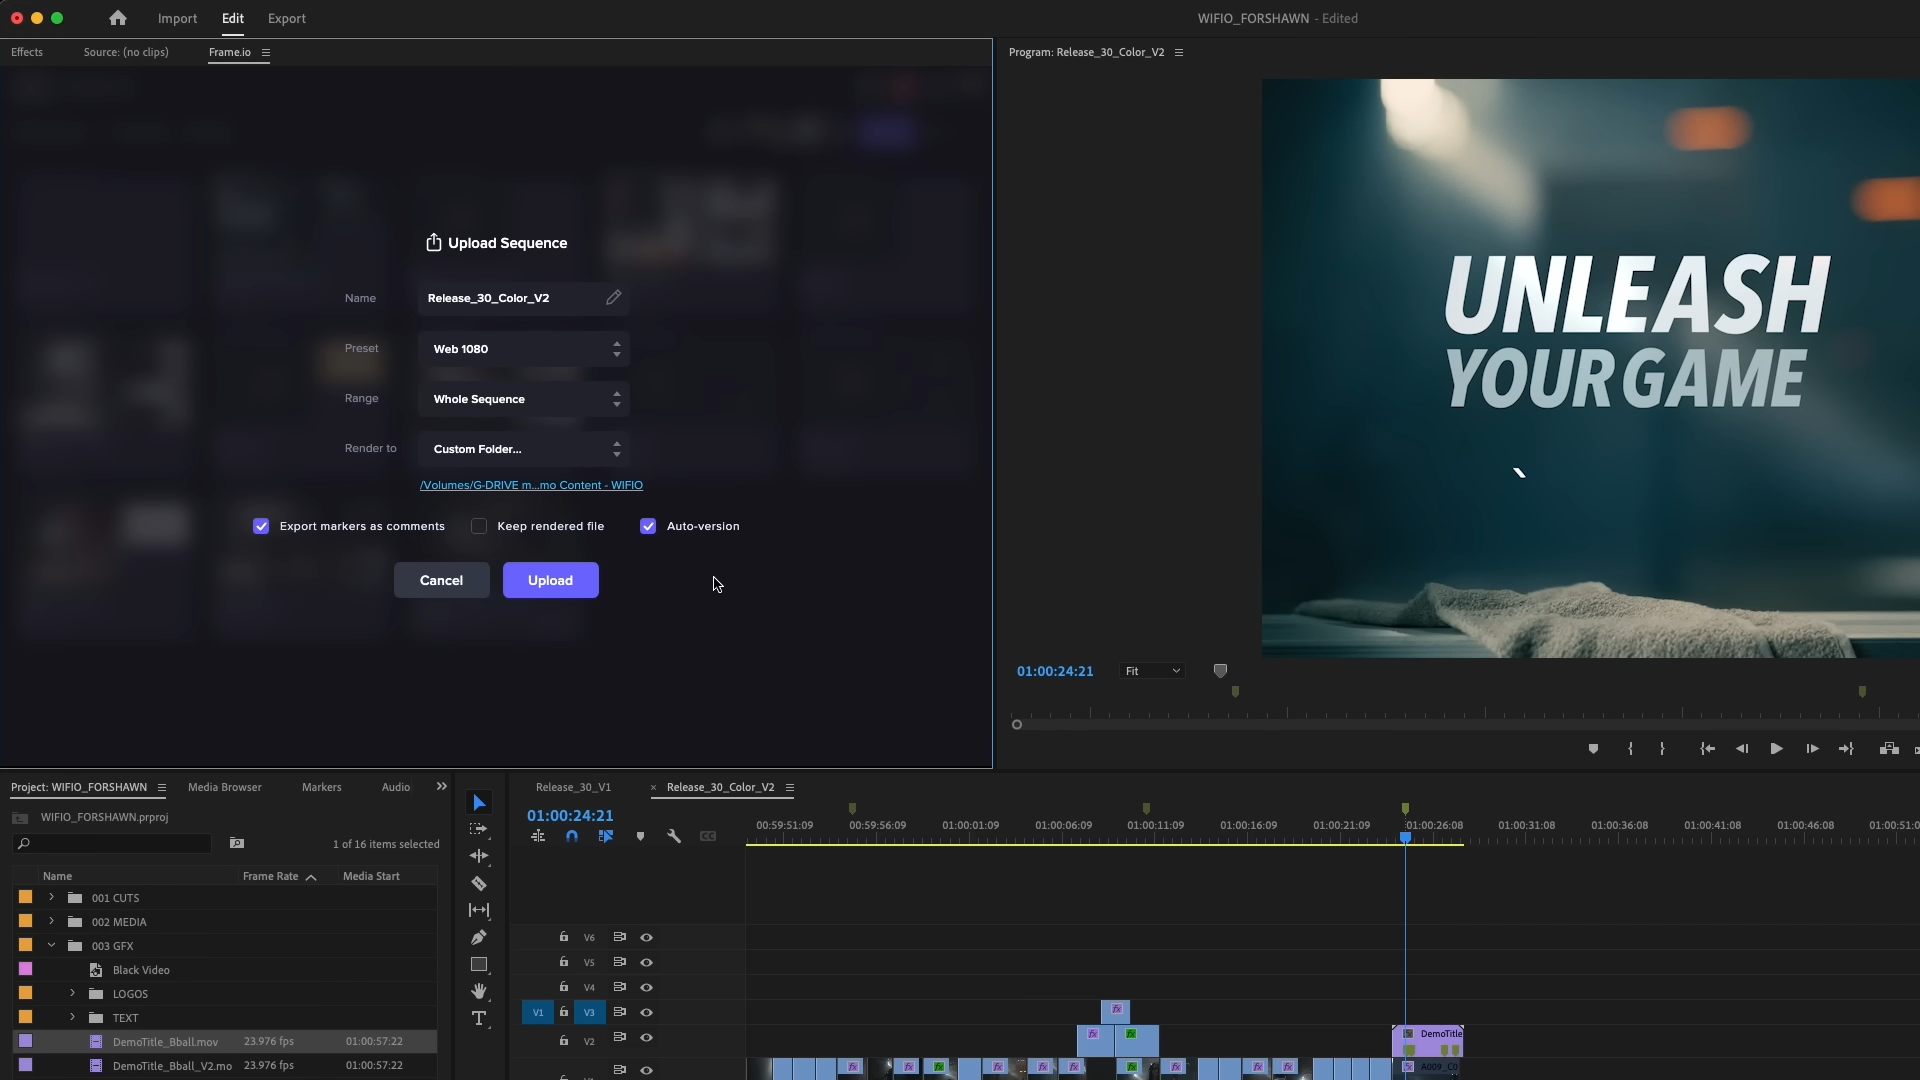 Import Edit Export
WIFIO_FORSHAWN - Edited
Effects Source: (no clips) Frame.io
Program: Release_30_Color_V2
Upload Sequence
Name Release_30_Color_V2
Preset Web 1080
Range Whole Sequence
Render to Custom Folder...
/Volumes/G-DRIVE m...mo Content - WIFIO
Export markers as comments Keep rendered file Auto-version
Cancel Upload
UNLEASH
YOUR GAME
01:00:24:21 Fit
Project: WIFIO_FORSHAWN Media Browser Markers Audio
WIFIO_FORSHAWN.prproj
1 of 16 items selected
Name Frame Rate Media Start
001 CUTS
002 MEDIA
003 GFX
Black Video
LOGOS
TEXT
DemoTitle_Bball.mov 23.976 fps 01:00:57:22
DemoTitle_Bball_V2.mo 23.976 fps 01:00:57:22
Release_30_V1 × Release_30_Color_V2
01:00:24:21
00:59:51:09 00:59:56:09 01:00:01:09 01:00:06:09 01:00:11:09 01:00:16:09 01:00:21:09 01:00:26:08 01:00:31:08 01:00:36:08 01:00:41:08 01:00:46:08 01:00:51:0
V6
V5
V4
V1 V3
V2 DemoTitle
A009_C0